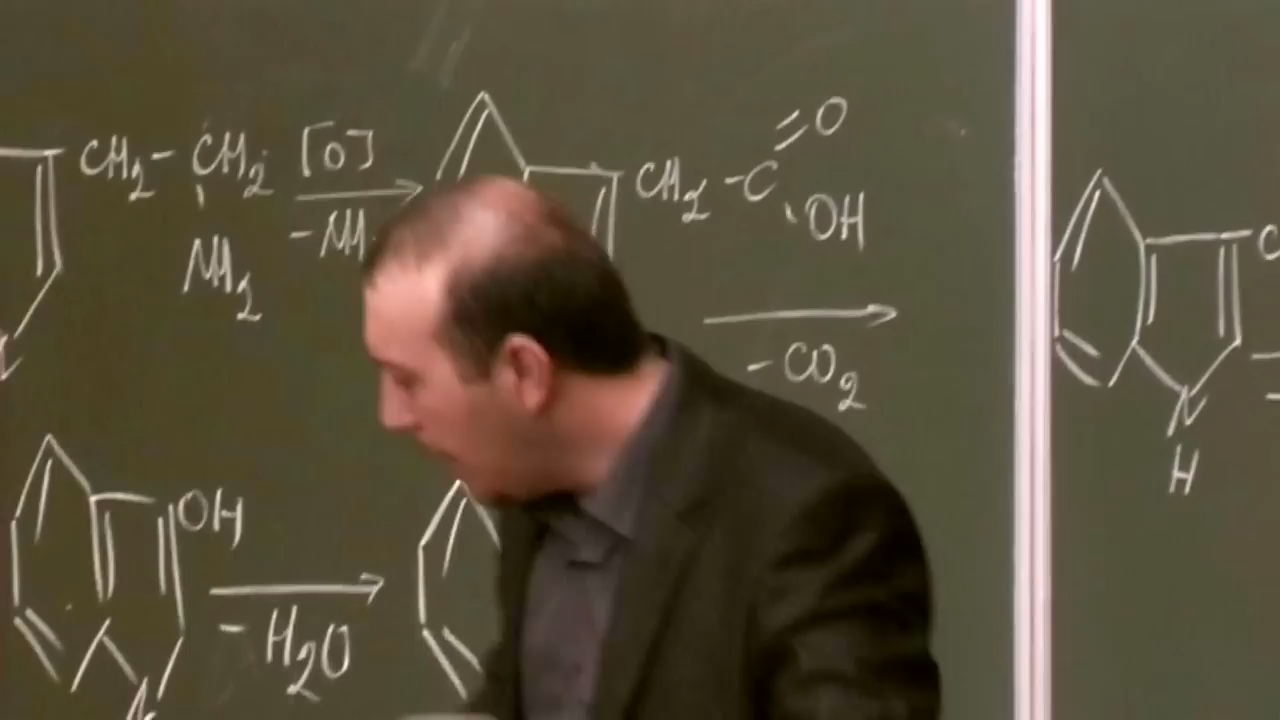 CH2-CH2 [O] CH2-C=O
NH2 -NH OH
-CO2
C
N
H
OH
-H2O
N